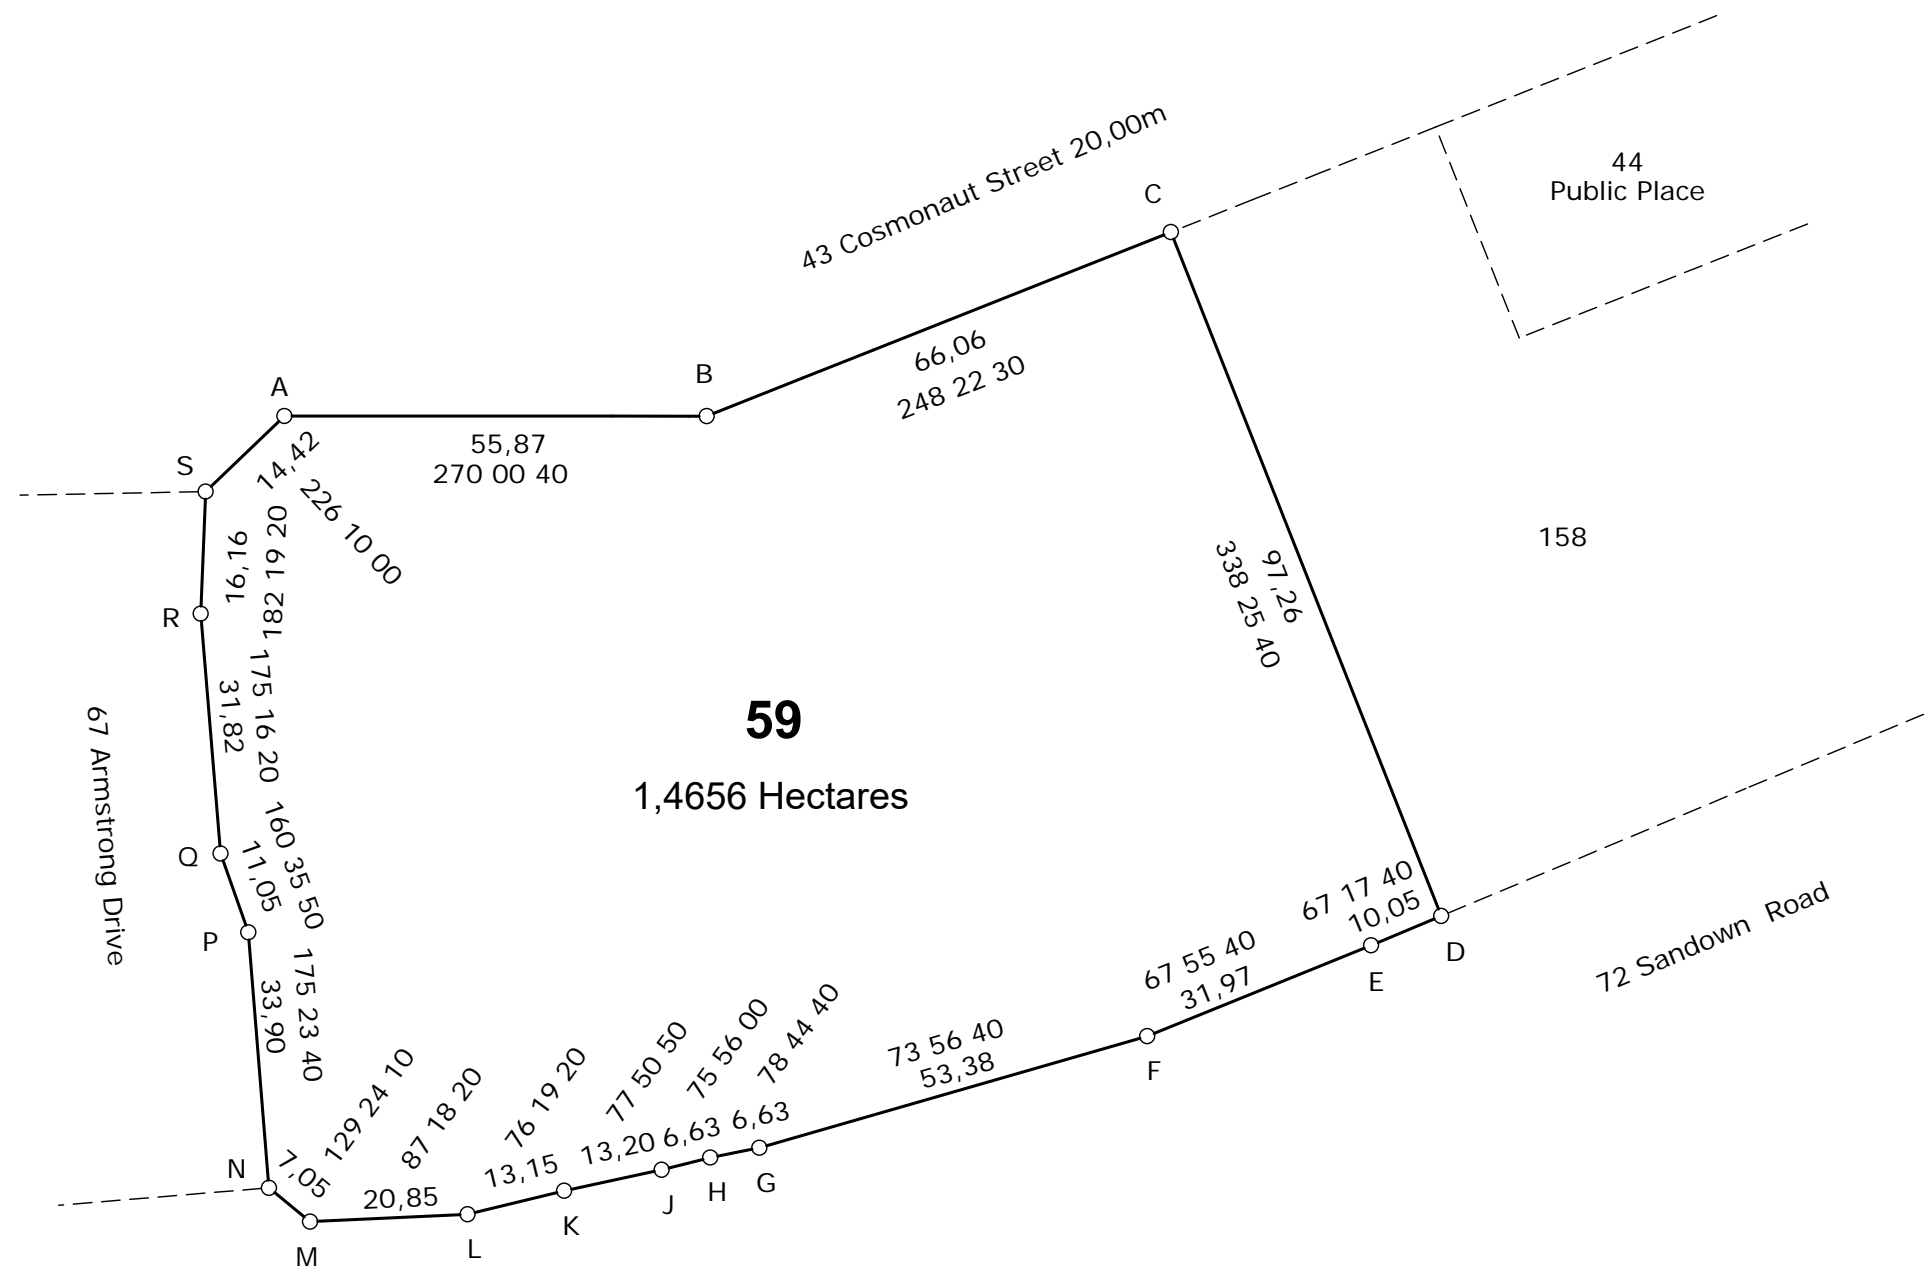 43 Cosmonaut Street 20,00m
C
44
Public Place
66,06
248 22 30
B
A
55,87
270 00 40
S
14,42
226 10 00
16,16
182 19 20
R
97,26
338 25 40
158
31,82
175 16 20
67 Armstrong Drive
59
1,4656 Hectares
Q
11,05
160 35 50
P
33,90
175 23 40
67 17 40
10,05
D
E
67 55 40
31,97
F
72 Sandown Road
73 56 40
53,38
78 44 40
6,63
G
75 56 00
6,63
H
77 50 50
13,20
J
76 19 20
13,15
K
87 18 20
20,85
L
129 24 10
7,05
N
M